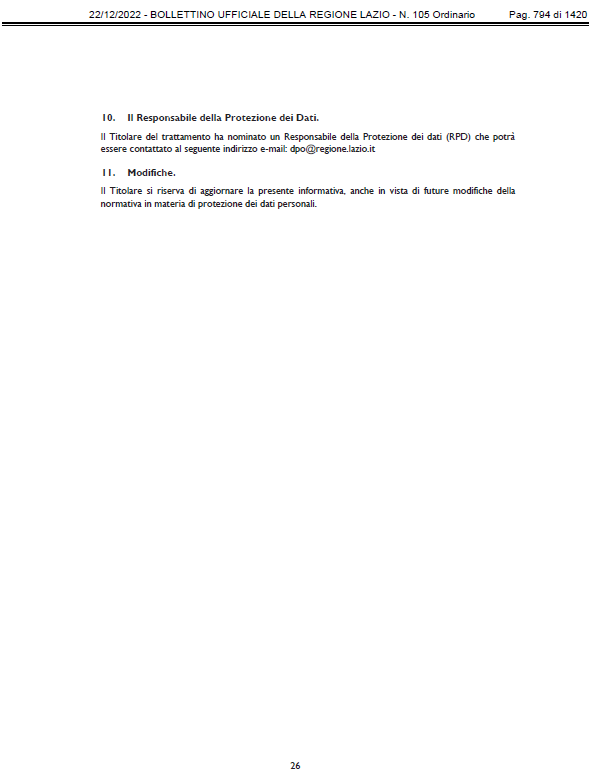 22/12/2022 - BOLLETTINO UFFICIALE DELLA REGIONE LAZIO - N. 105 Ordinario Pag. 794 di 1420
10. Il Responsabile della Protezione dei Dati.
Il Titolare del trattamento ha nominato un Responsabile della Protezione dei dati (RPD) che potrà
essere contattato al seguente indirizzo e-mail: dpo@regione.lazio.it
11. Modifiche.
Il Titolare si riserva di aggiornare la presente informativa, anche in vista di future modifiche della
normativa in materia di protezione dei dati personali.
26